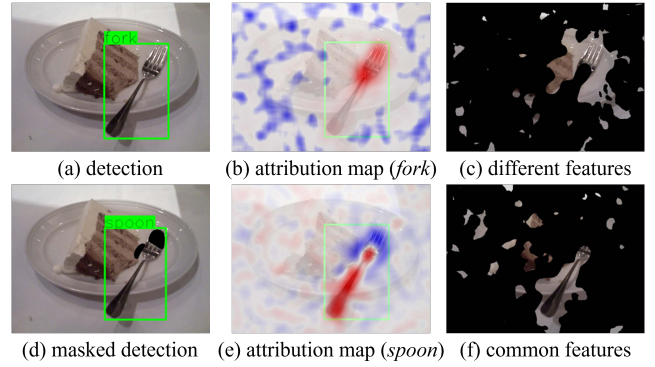 fork
(a) detection
(b) attribution map (fork)
(c) different features
spoon
(d) masked detection
(e) attribution map (spoon)
(f) common features